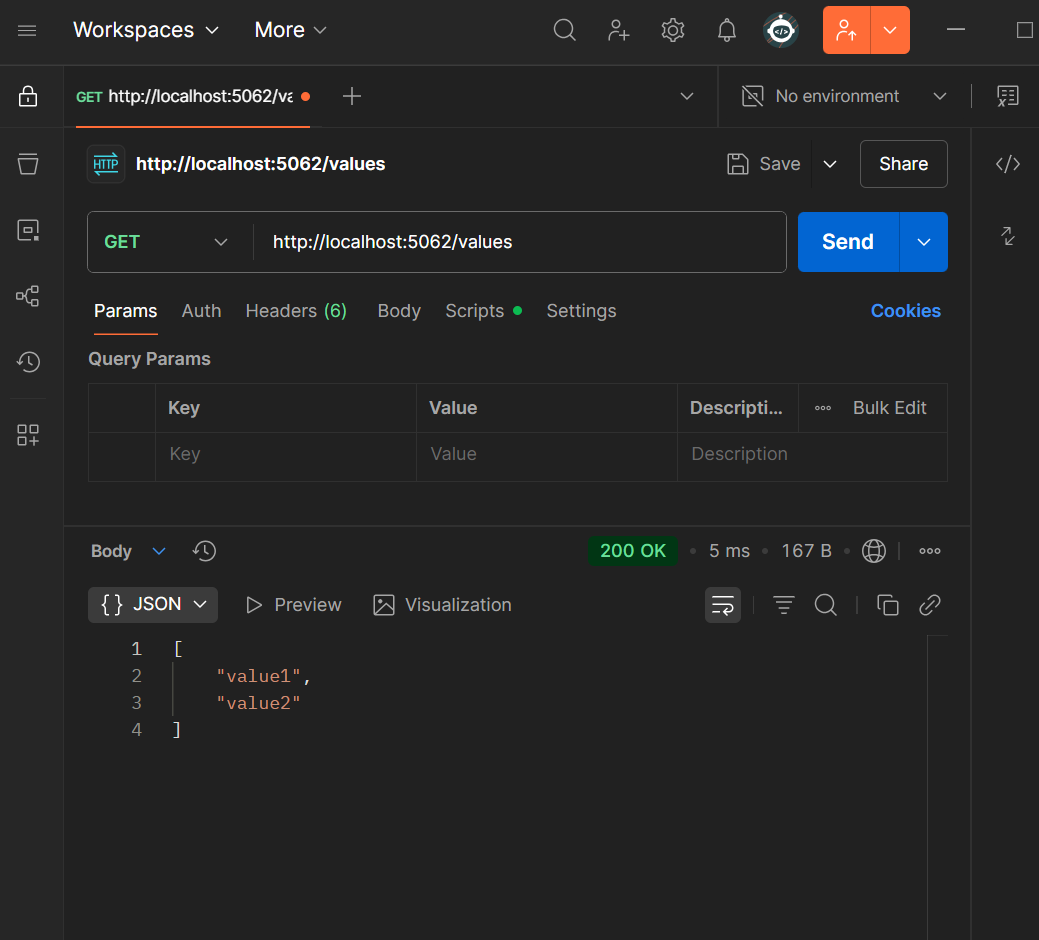 Workspaces More
GET http://localhost:5062/va No environment
HTTP http://localhost:5062/values Save Share
GET http://localhost:5062/values Send
Params Auth Headers (6) Body Scripts Settings Cookies
Query Params
Key Value Descripti... Bulk Edit
Key Value Description
Body 200 OK 5 ms 167 B
{} JSON Preview Visualization
1 [
2 "value1",
3 "value2"
4 ]